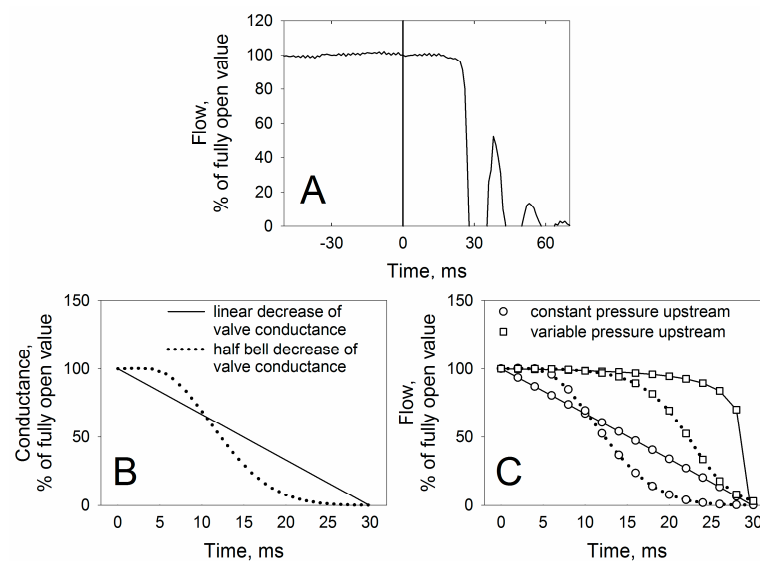 120
100
80
60
40
20
0
Flow,
% of fully open value
A
-30 0 30 60
Time, ms
150
100
50
0
Conductance,
% of fully open value
linear decrease of
valve conductance
half bell decrease of
valve conductance
B
0 5 10 15 20 25 30
Time, ms
150
100
50
0
Flow,
% of fully open value
constant pressure upstream
variable pressure upstream
C
0 5 10 15 20 25 30
Time, ms